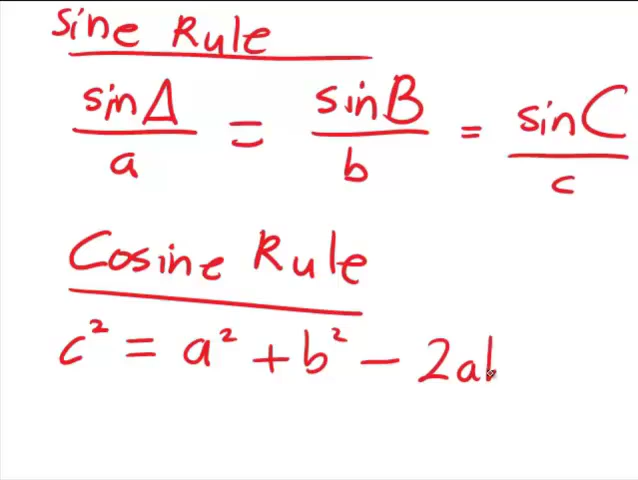 Sine Rule
sinA/a = sinB/b = sinC/c
Cosine Rule
c² = a² + b² − 2a